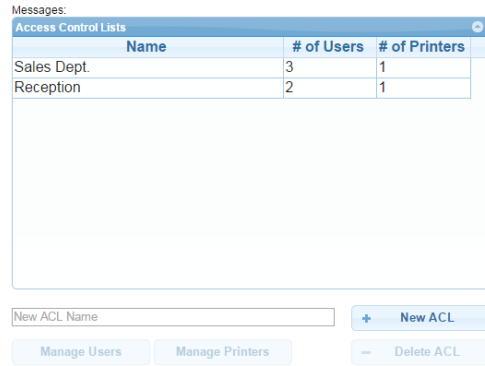 Messages:
Access Control Lists
Name # of Users # of Printers
Sales Dept. 3 1
Reception 2 1
New ACL Name + New ACL
Manage Users Manage Printers − Delete ACL